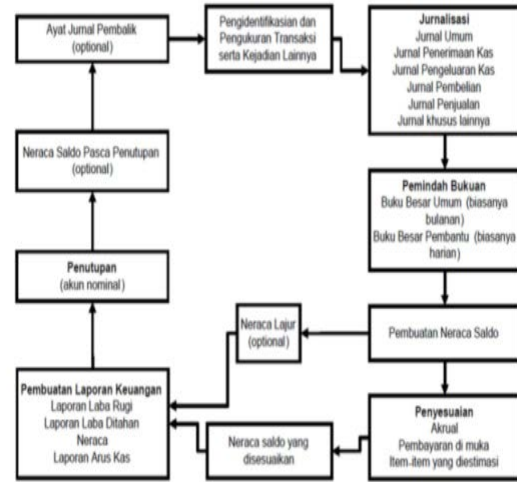 Ayat Jurnal Pembalik
(optional)
Pengidentifikasian dan
Pengukuran Transaksi
serta Kejadian Lainnya
Jurnalisasi
Jurnal Umum
Jurnal Penerimaan Kas
Jurnal Pengeluaran Kas
Jurnal Pembelian
Jurnal Penjualan
Jurnal khusus lainnya
Pemindah Bukuan
Buku Besar Umum (biasanya
bulanan)
Buku Besar Pembantu (biasanya
harian)
Pembuatan Neraca Saldo
Penyesuaian
Akrual
Pembayaran di muka
Item-item yang diestimasi
Neraca Lajur
(optional)
Neraca saldo yang
disesuaikan
Pembuatan Laporan Keuangan
Laporan Laba Rugi
Laporan Laba Ditahan
Neraca
Laporan Arus Kas
Penutupan
(akun nominal)
Neraca Saldo Pasca Penutupan
(optional)